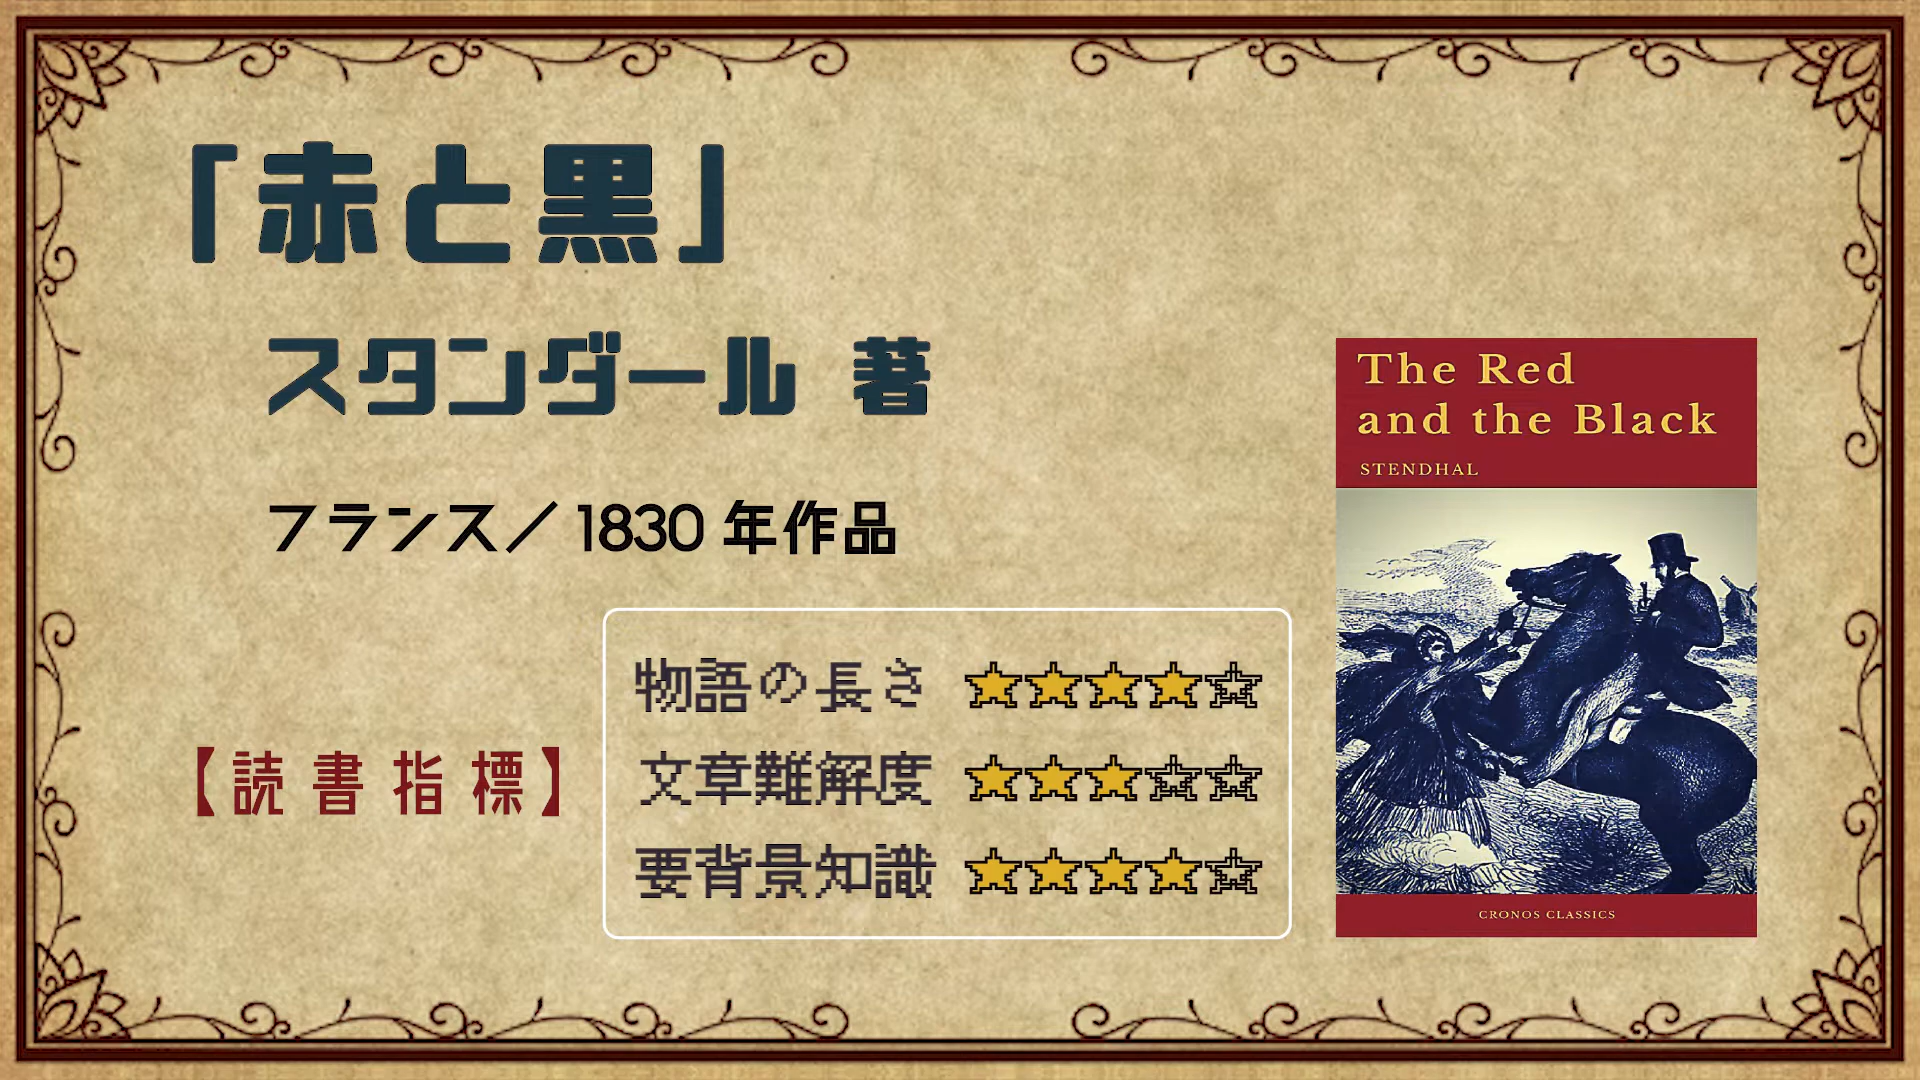 「赤と黒」
スタンダール 著
フランス／1830 年作品
【読書指標】
物語の長さ ★★★★☆
文章難解度 ★★★☆☆
要背景知識 ★★★★☆
The Red
and the Black
STENDHAL
CRONOS CLASSICS